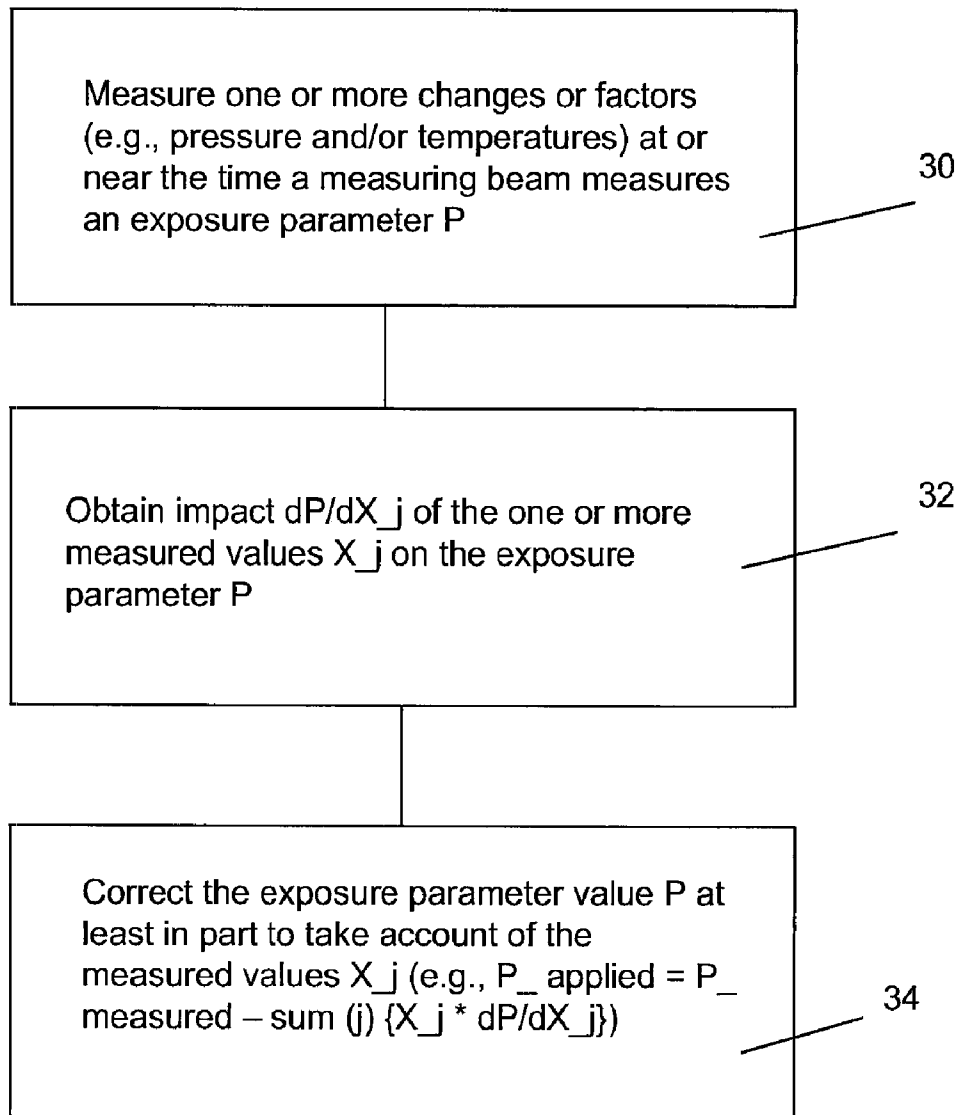 Measure one or more changes or factors
(e.g., pressure and/or temperatures) at or
near the time a measuring beam measures
an exposure parameter P
30
Obtain impact dP/dX_j of the one or more
measured values X_j on the exposure
parameter P
32
Correct the exposure parameter value P at
least in part to take account of the
measured values X_j (e.g., P_ applied = P_
measured – sum (j) {X_j * dP/dX_j})
34